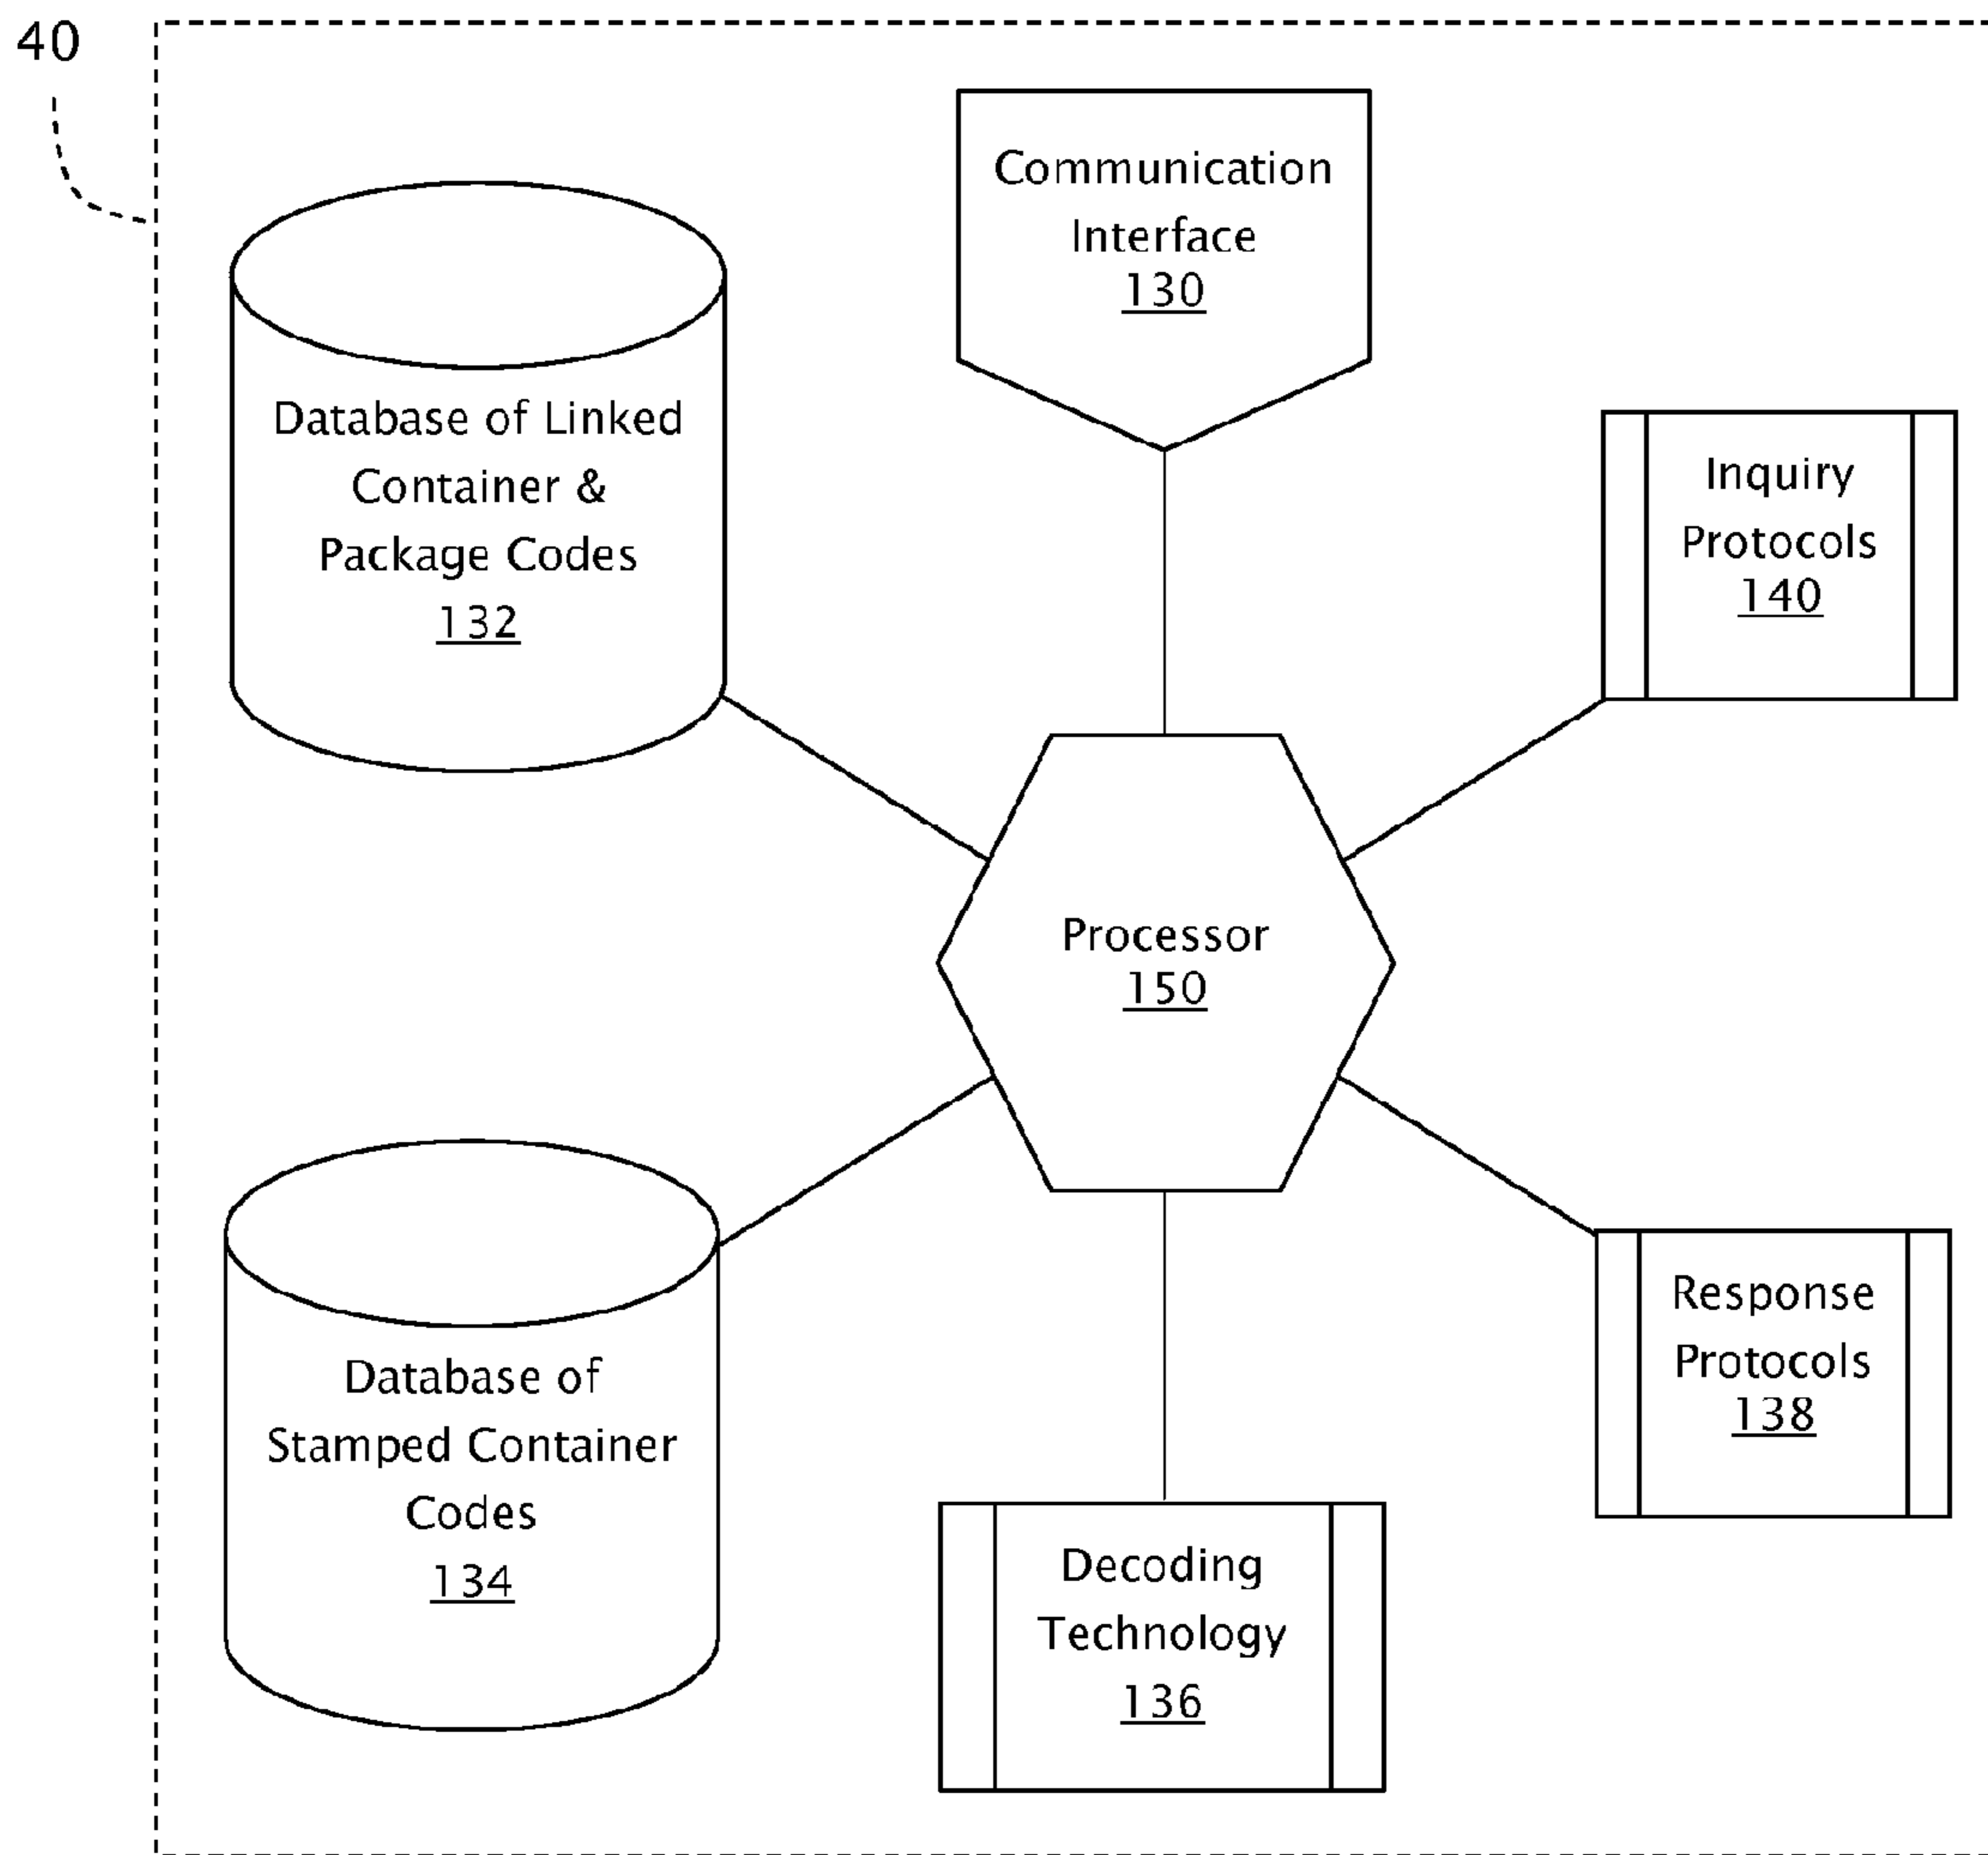 40
Communication
Interface
130
Database of Linked
Container &
Package Codes
132
Inquiry
Protocols
140
Processor
150
Database of
Stamped Container
Codes
134
Response
Protocols
138
Decoding
Technology
136